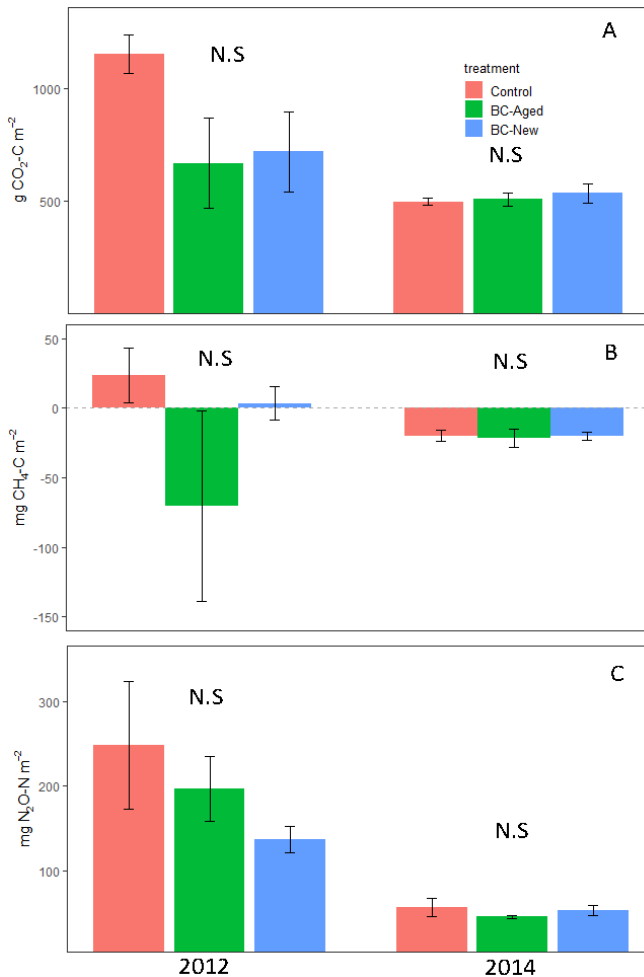 A
N.S
treatment
Control
BC-Aged
BC-New
N.S
1000
500
g CO₂-C m⁻²
B
N.S
N.S
50
0
-50
-100
-150
mg CH₄-C m⁻²
C
N.S
N.S
300
200
100
mg N₂O-N m⁻²
2012
2014